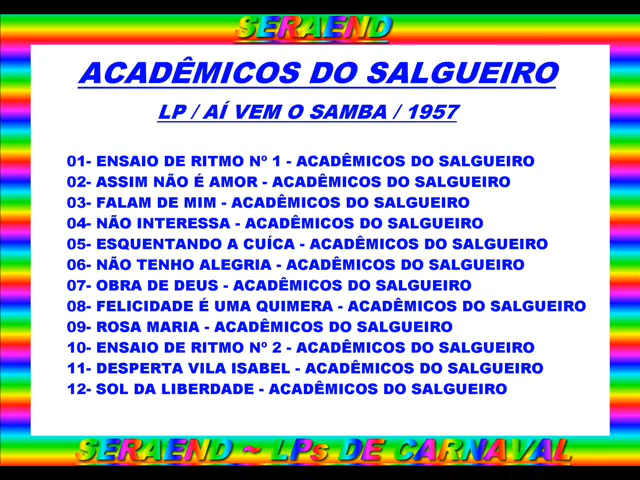 SERAEND
ACADÊMICOS DO SALGUEIRO
LP / AÍ VEM O SAMBA / 1957
01- ENSAIO DE RITMO Nº 1 - ACADÊMICOS DO SALGUEIRO
02- ASSIM NÃO É AMOR - ACADÊMICOS DO SALGUEIRO
03- FALAM DE MIM - ACADÊMICOS DO SALGUEIRO
04- NÃO INTERESSA - ACADÊMICOS DO SALGUEIRO
05- ESQUENTANDO A CUÍCA - ACADÊMICOS DO SALGUEIRO
06- NÃO TENHO ALEGRIA - ACADÊMICOS DO SALGUEIRO
07- OBRA DE DEUS - ACADÊMICOS DO SALGUEIRO
08- FELICIDADE É UMA QUIMERA - ACADÊMICOS DO SALGUEIRO
09- ROSA MARIA - ACADÊMICOS DO SALGUEIRO
10- ENSAIO DE RITMO Nº 2 - ACADÊMICOS DO SALGUEIRO
11- DESPERTA VILA ISABEL - ACADÊMICOS DO SALGUEIRO
12- SOL DA LIBERDADE - ACADÊMICOS DO SALGUEIRO
SERAEND ~ LPs DE CARNAVAL